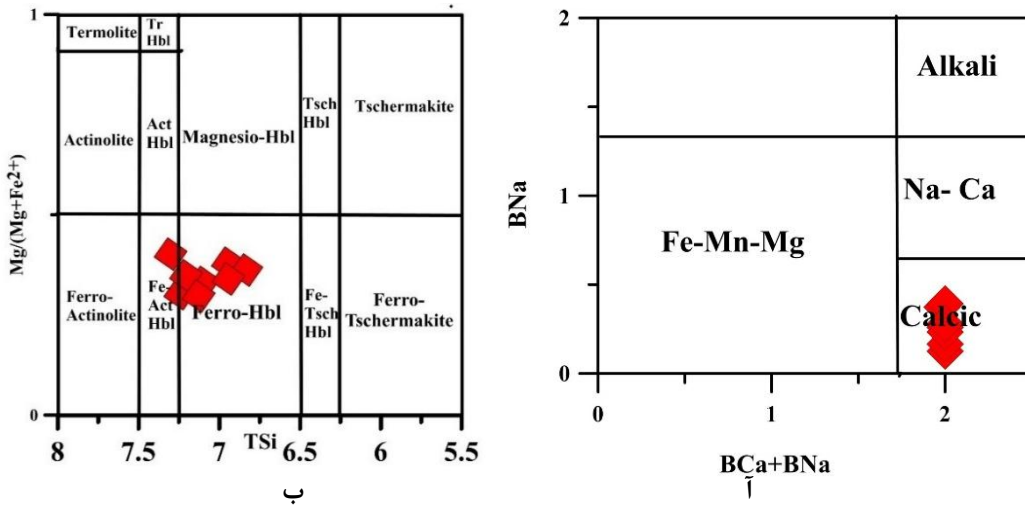 1
Termolite
Tr
Hbl
Actinolite
Act
Hbl
Magnesio-Hbl
Tsch
Hbl
Tschermakite
Mg/(Mg+Fe2+)
Ferro-
Actinolite
Fe-
Act
Hbl
Ferro-Hbl
Fe-
Tsch
Hbl
Ferro-
Tschermakite
0
8 7.5 7 6.5 6 5.5
TSi
ب
2
Alkali
BNa
1
Na- Ca
Fe-Mn-Mg
Calcic
0
0 1 2
BCa+BNa
آ